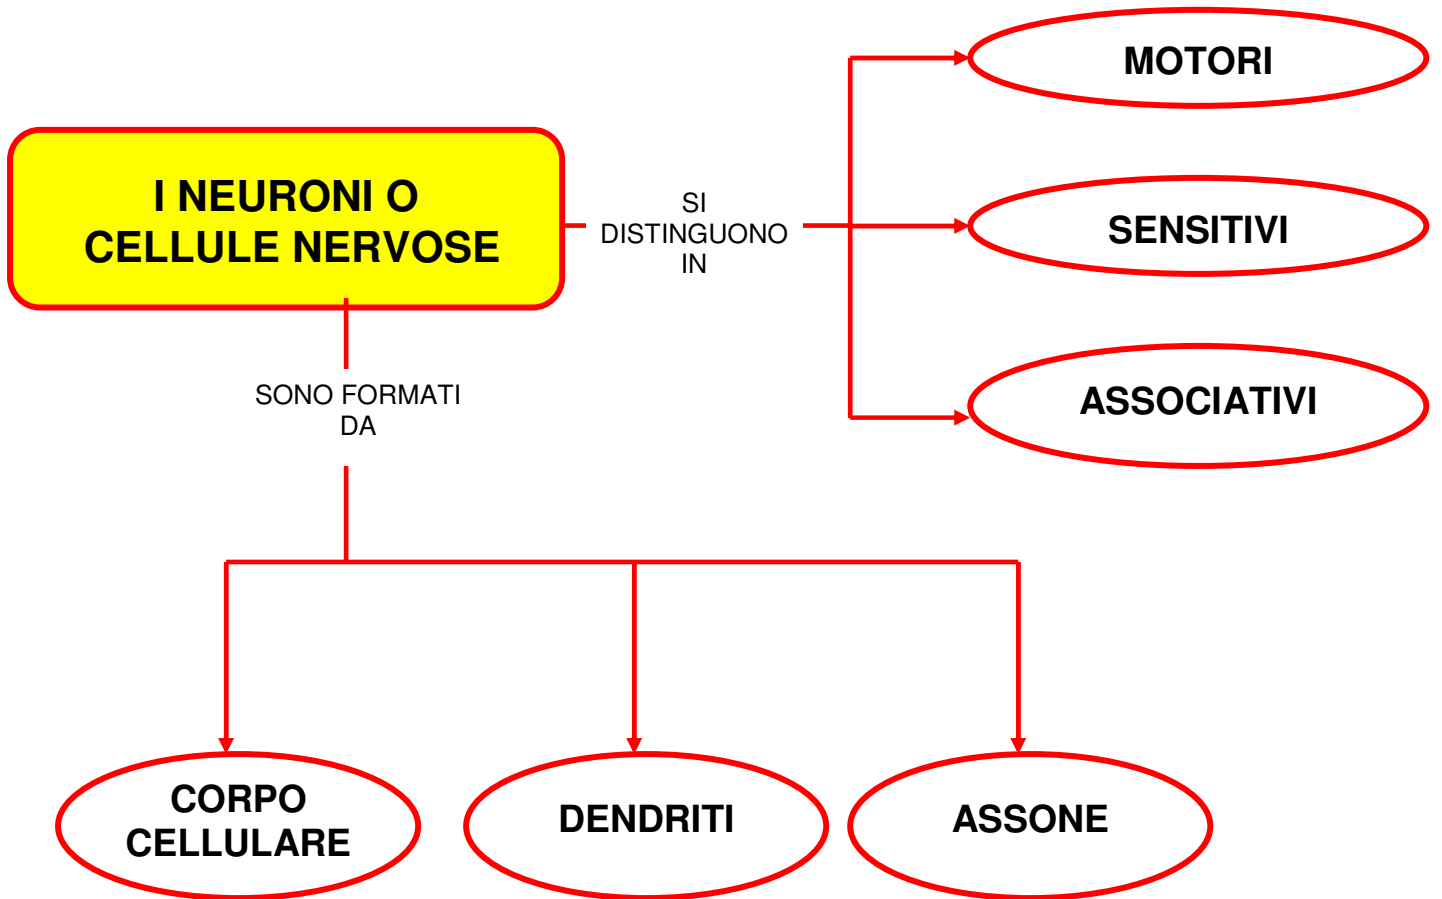 I NEURONI O
CELLULE NERVOSE
SI
DISTINGUONO
IN
MOTORI
SENSITIVI
ASSOCIATIVI
SONO FORMATI
DA
CORPO
CELLULARE
DENDRITI
ASSONE